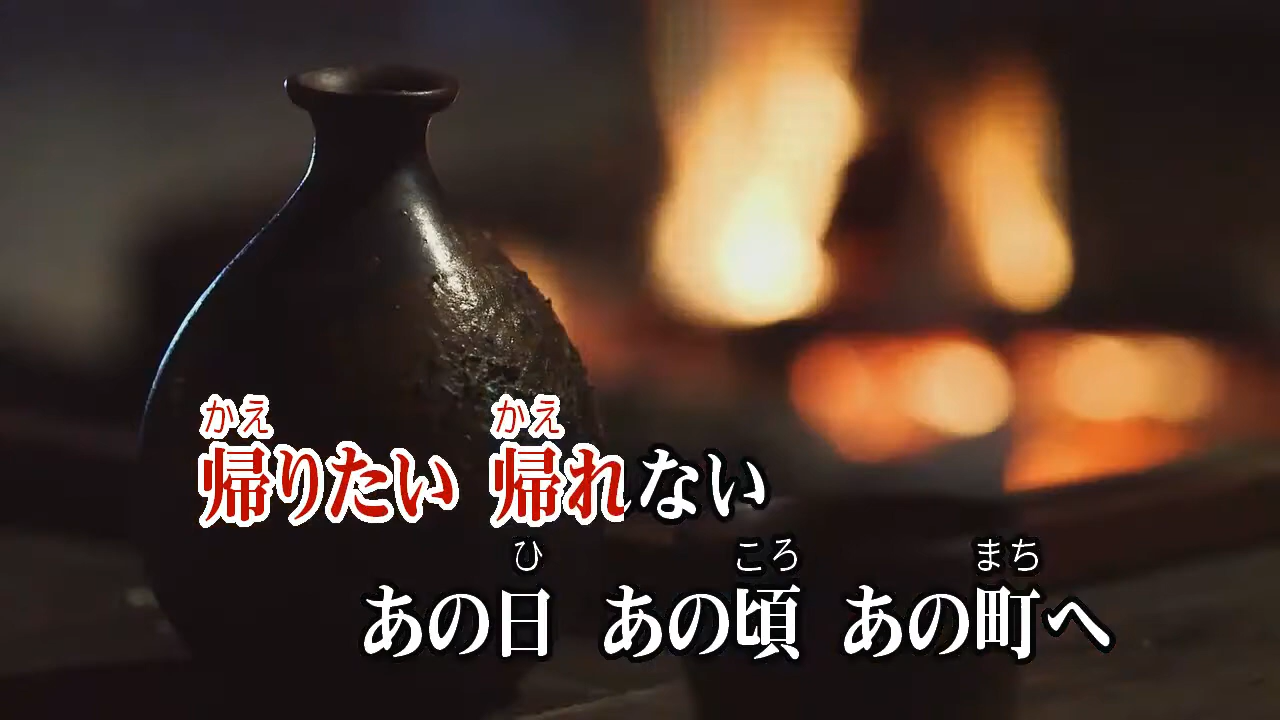 かえ かえ
帰りたい 帰れない
ひ ころ まち
あの日 あの頃 あの町へ